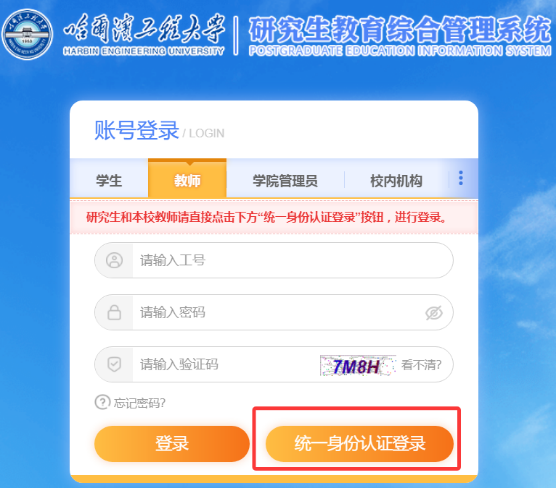 哈尔滨工程大学
HARBIN ENGINEERING UNIVERSITY
研究生教育综合管理系统
POSTGRADUATE EDUCATION INFORMATION SYSTEM
账号登录 / LOGIN
学生 教师 学院管理员 校内机构
研究生和本校教师请直接点击下方“统一身份认证登录”按钮，进行登录。
请输入工号
请输入密码
请输入验证码 7M8H 看不清?
忘记密码?
登录 统一身份认证登录